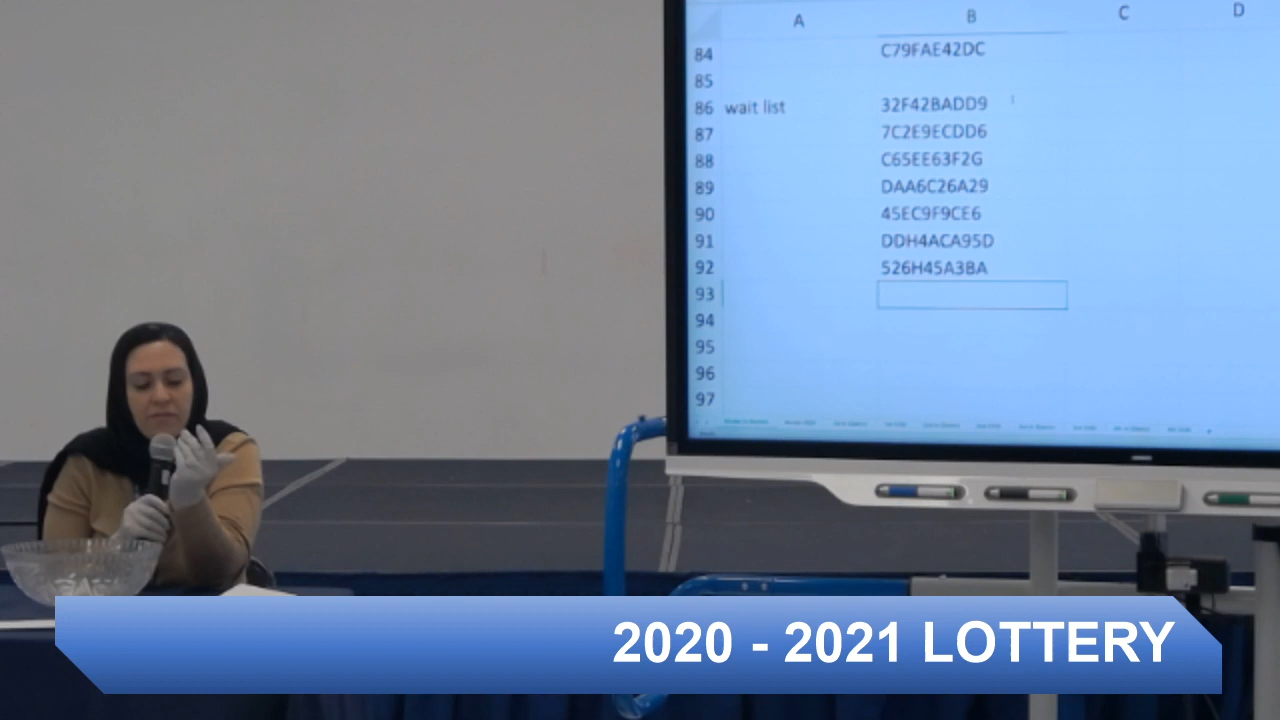 A B C D
84 C79FAE42DC
85
86 wait list 32F42BADD9
87 7C2E9ECDD6
88 C65EE63F2G
89 DAA6C26A29
90 45EC9F9CE6
91 DDH4ACA95D
92 526H45A3BA
93
94
95
96
97
2020 - 2021 LOTTERY